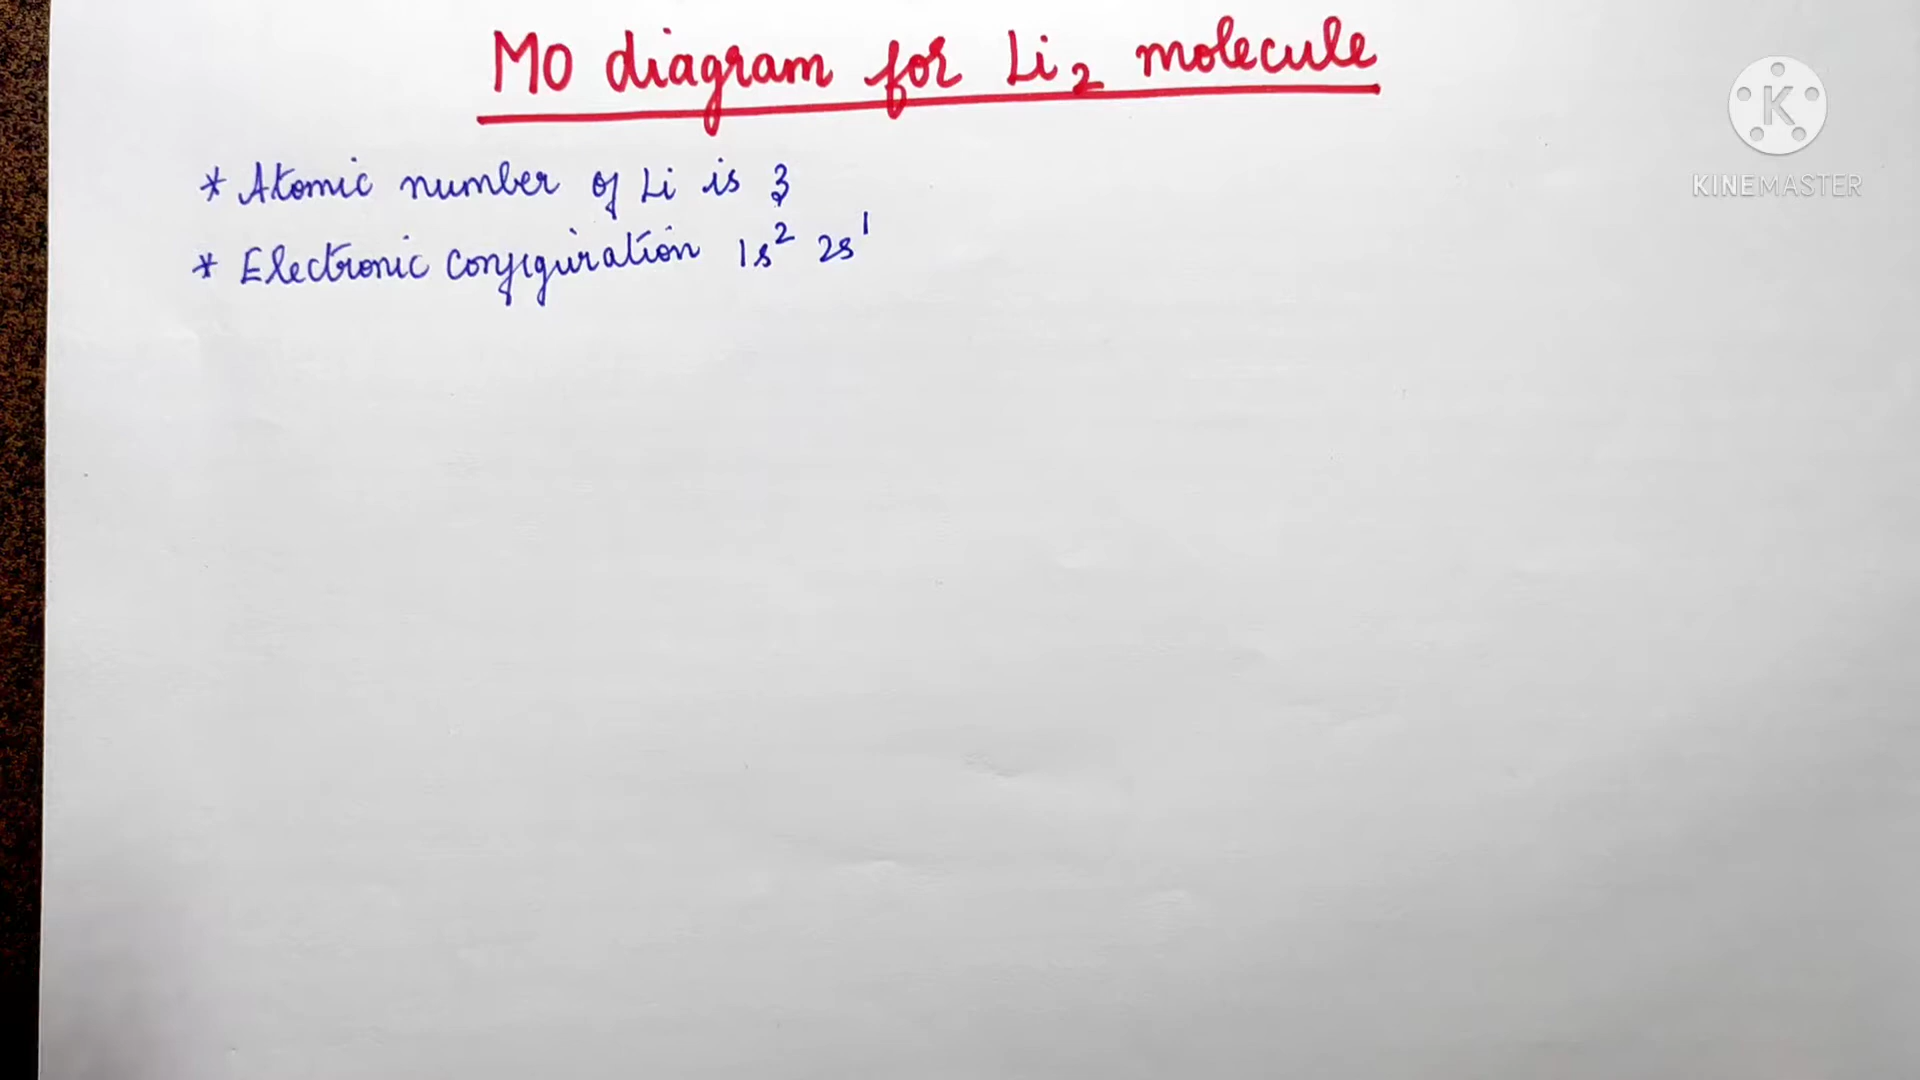 MO diagram for Li₂ molecule
K
KINEMASTER
* Atomic number of Li is 3
* Electronic configuration 1s² 2s¹